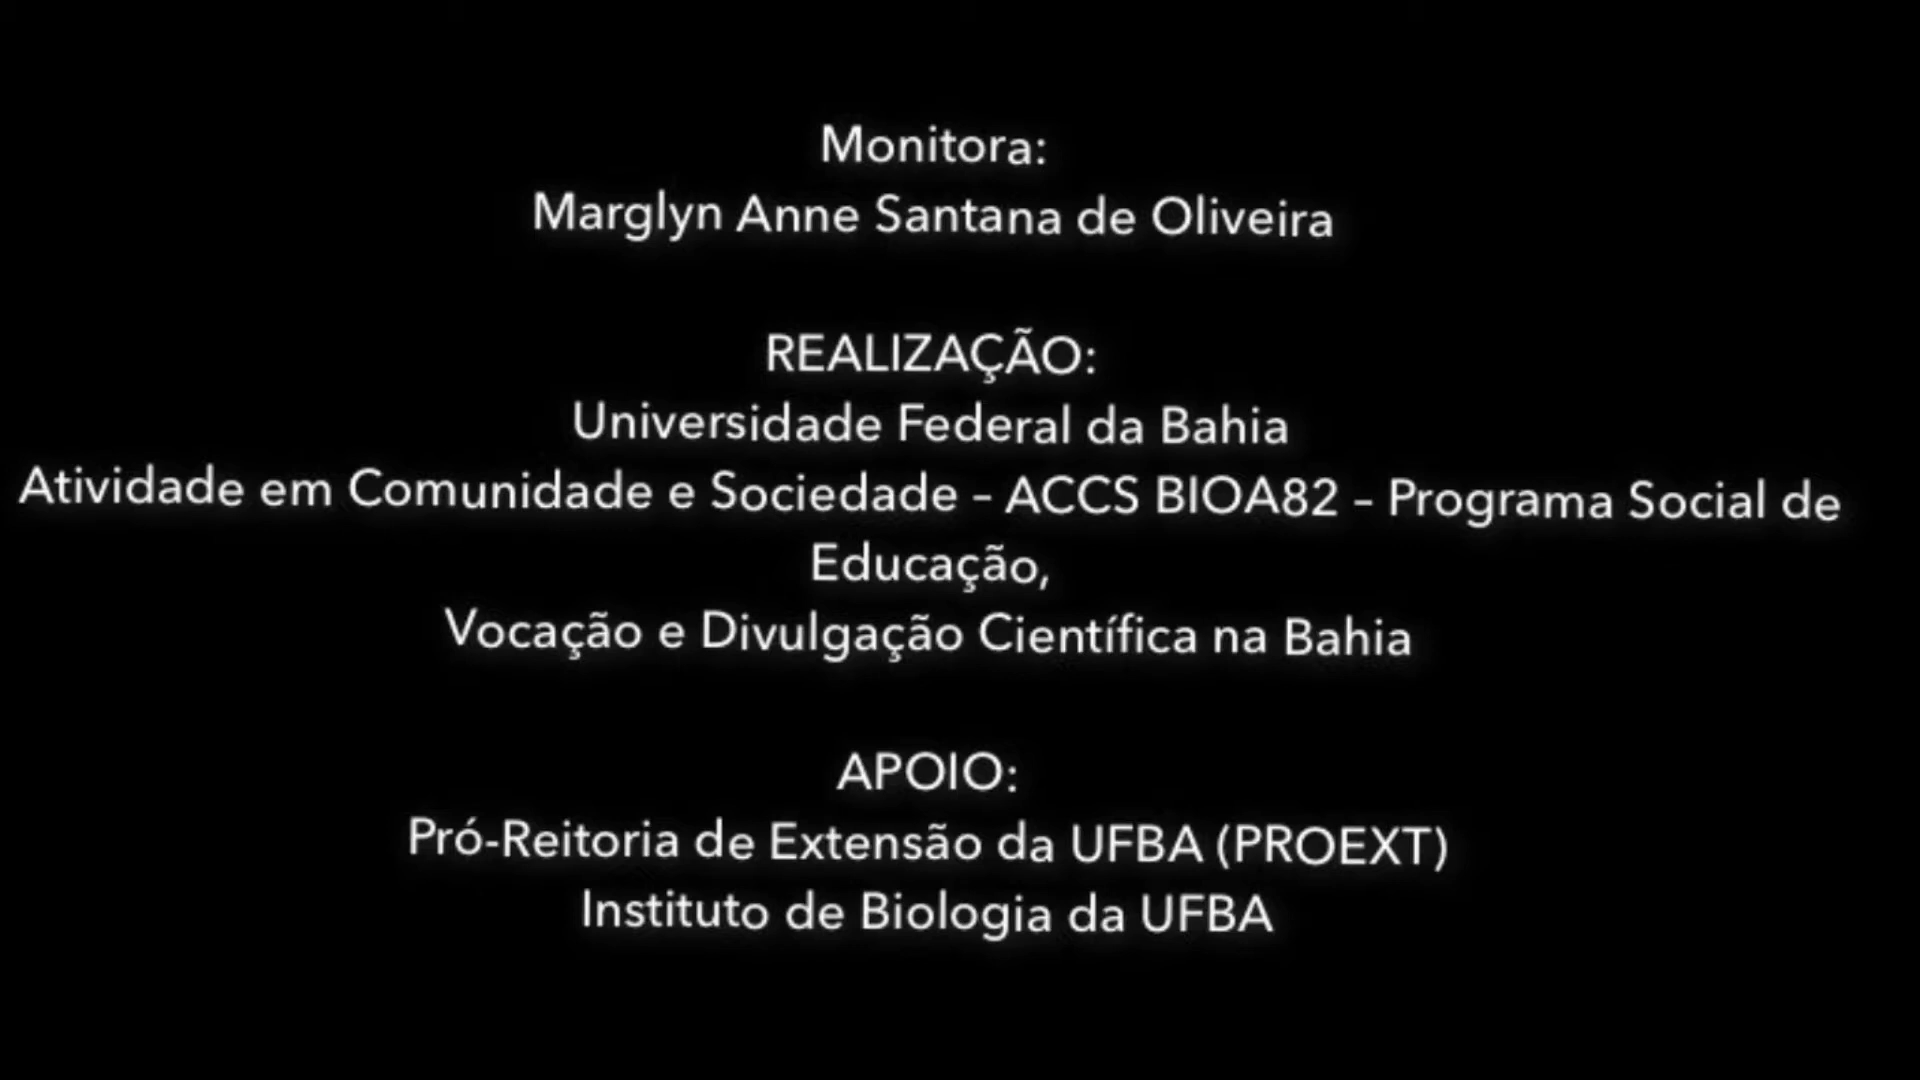 Monitora:
Marglyn Anne Santana de Oliveira
REALIZAÇÃO:
Universidade Federal da Bahia
Atividade em Comunidade e Sociedade – ACCS BIOA82 – Programa Social de
Educação,
Vocação e Divulgação Científica na Bahia
APOIO:
Pró-Reitoria de Extensão da UFBA (PROEXT)
Instituto de Biologia da UFBA